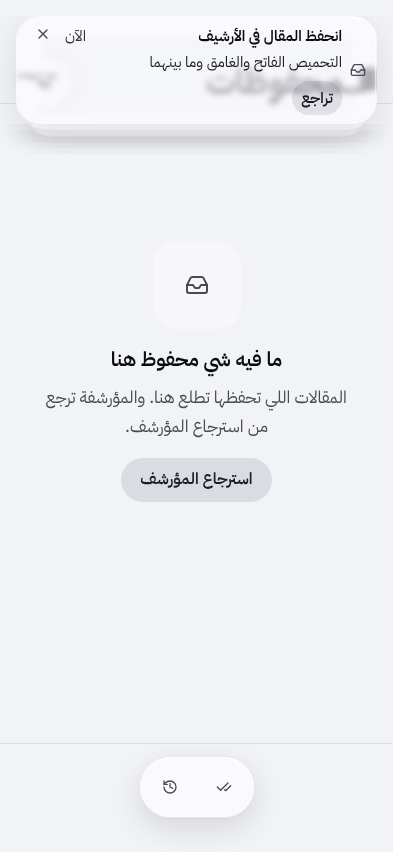 انحفظ المقال في الأرشيف
الآن
التحميص الفاتح والغامق وما بينهما
تراجع
ما فيه شي محفوظ هنا
المقالات اللي تحفظها تطلع هنا. والمؤرشفة ترجع
من استرجاع المؤرشف.
استرجاع المؤرشف